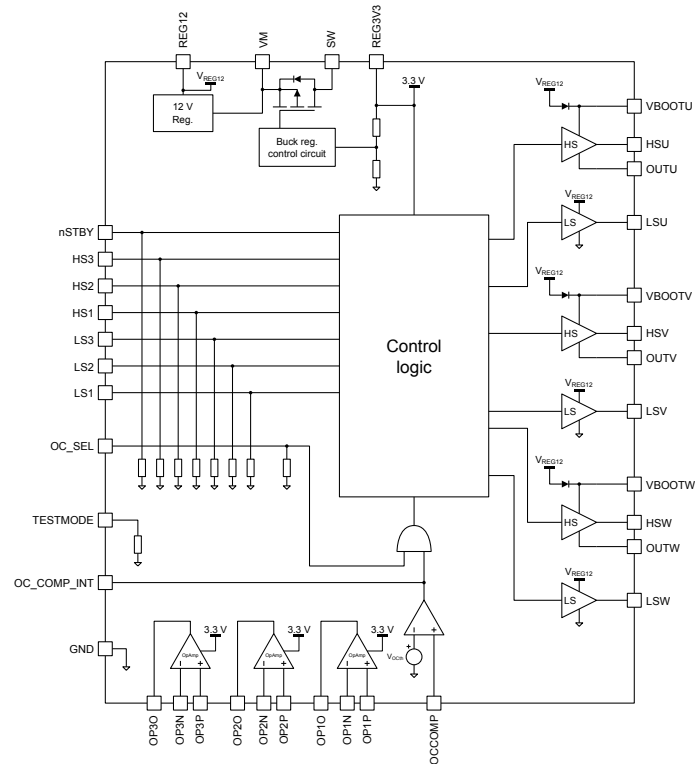 REG12
VM
SW
REG3V3
VREG12
12 V
Reg.
Buck reg.
control circuit
3.3 V
VREG12
VBOOTU
HS
HSU
OUTU
VREG12
LS
LSU
VREG12
VBOOTV
HS
HSV
OUTV
VREG12
LS
LSV
VREG12
VBOOTW
HS
HSW
OUTW
VREG12
LS
LSW
nSTBY
HS3
HS2
HS1
LS3
LS2
LS1
OC_SEL
TESTMODE
OC_COMP_INT
GND
Control
logic
3.3 V
OpAmp
3.3 V
OpAmp
3.3 V
OpAmp
VOCth
OP3O
OP3N
OP3P
OP2O
OP2N
OP2P
OP1O
OP1N
OP1P
OCCOMP